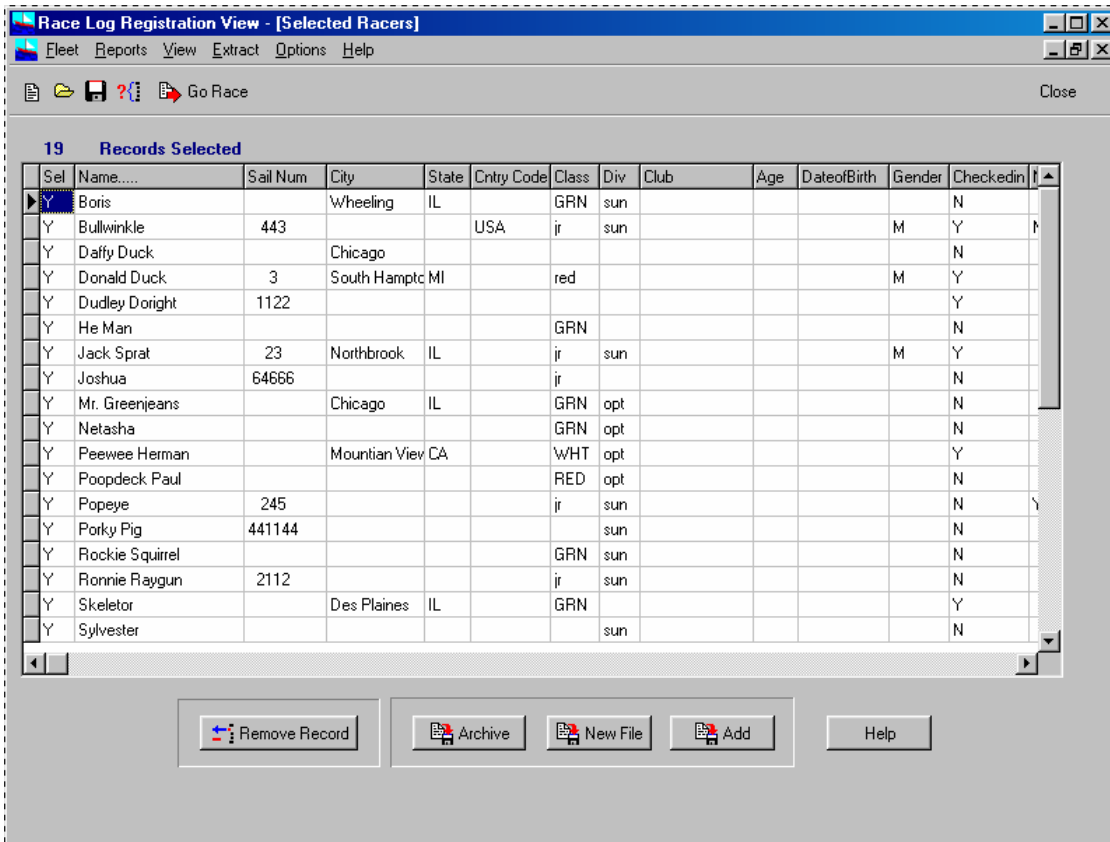 Race Log Registration View - [Selected Racers]
Fleet Reports View Extract Options Help
?{ Go Race Close
19 Records Selected
Sel Name..... Sail Num City State Cntry Code Class Div Club Age DateofBirth Gender Checkedin
Y Boris Wheeling IL GRN sun N
Y Bullwinkle 443 USA jr sun M Y
Y Daffy Duck Chicago N
Y Donald Duck 3 South Hampto MI red M Y
Y Dudley Doright 1122 Y
Y He Man GRN N
Y Jack Sprat 23 Northbrook IL jr sun M Y
Y Joshua 64666 jr N
Y Mr. Greenjeans Chicago IL GRN opt N
Y Netasha GRN opt N
Y Peewee Herman Mountian View CA WHT opt Y
Y Poopdeck Paul RED opt N
Y Popeye 245 jr sun N
Y Porky Pig 441144 sun N
Y Rockie Squirrel GRN sun N
Y Ronnie Raygun 2112 jr sun N
Y Skeletor Des Plaines IL GRN Y
Y Sylvester sun N
Remove Record Archive New File Add Help